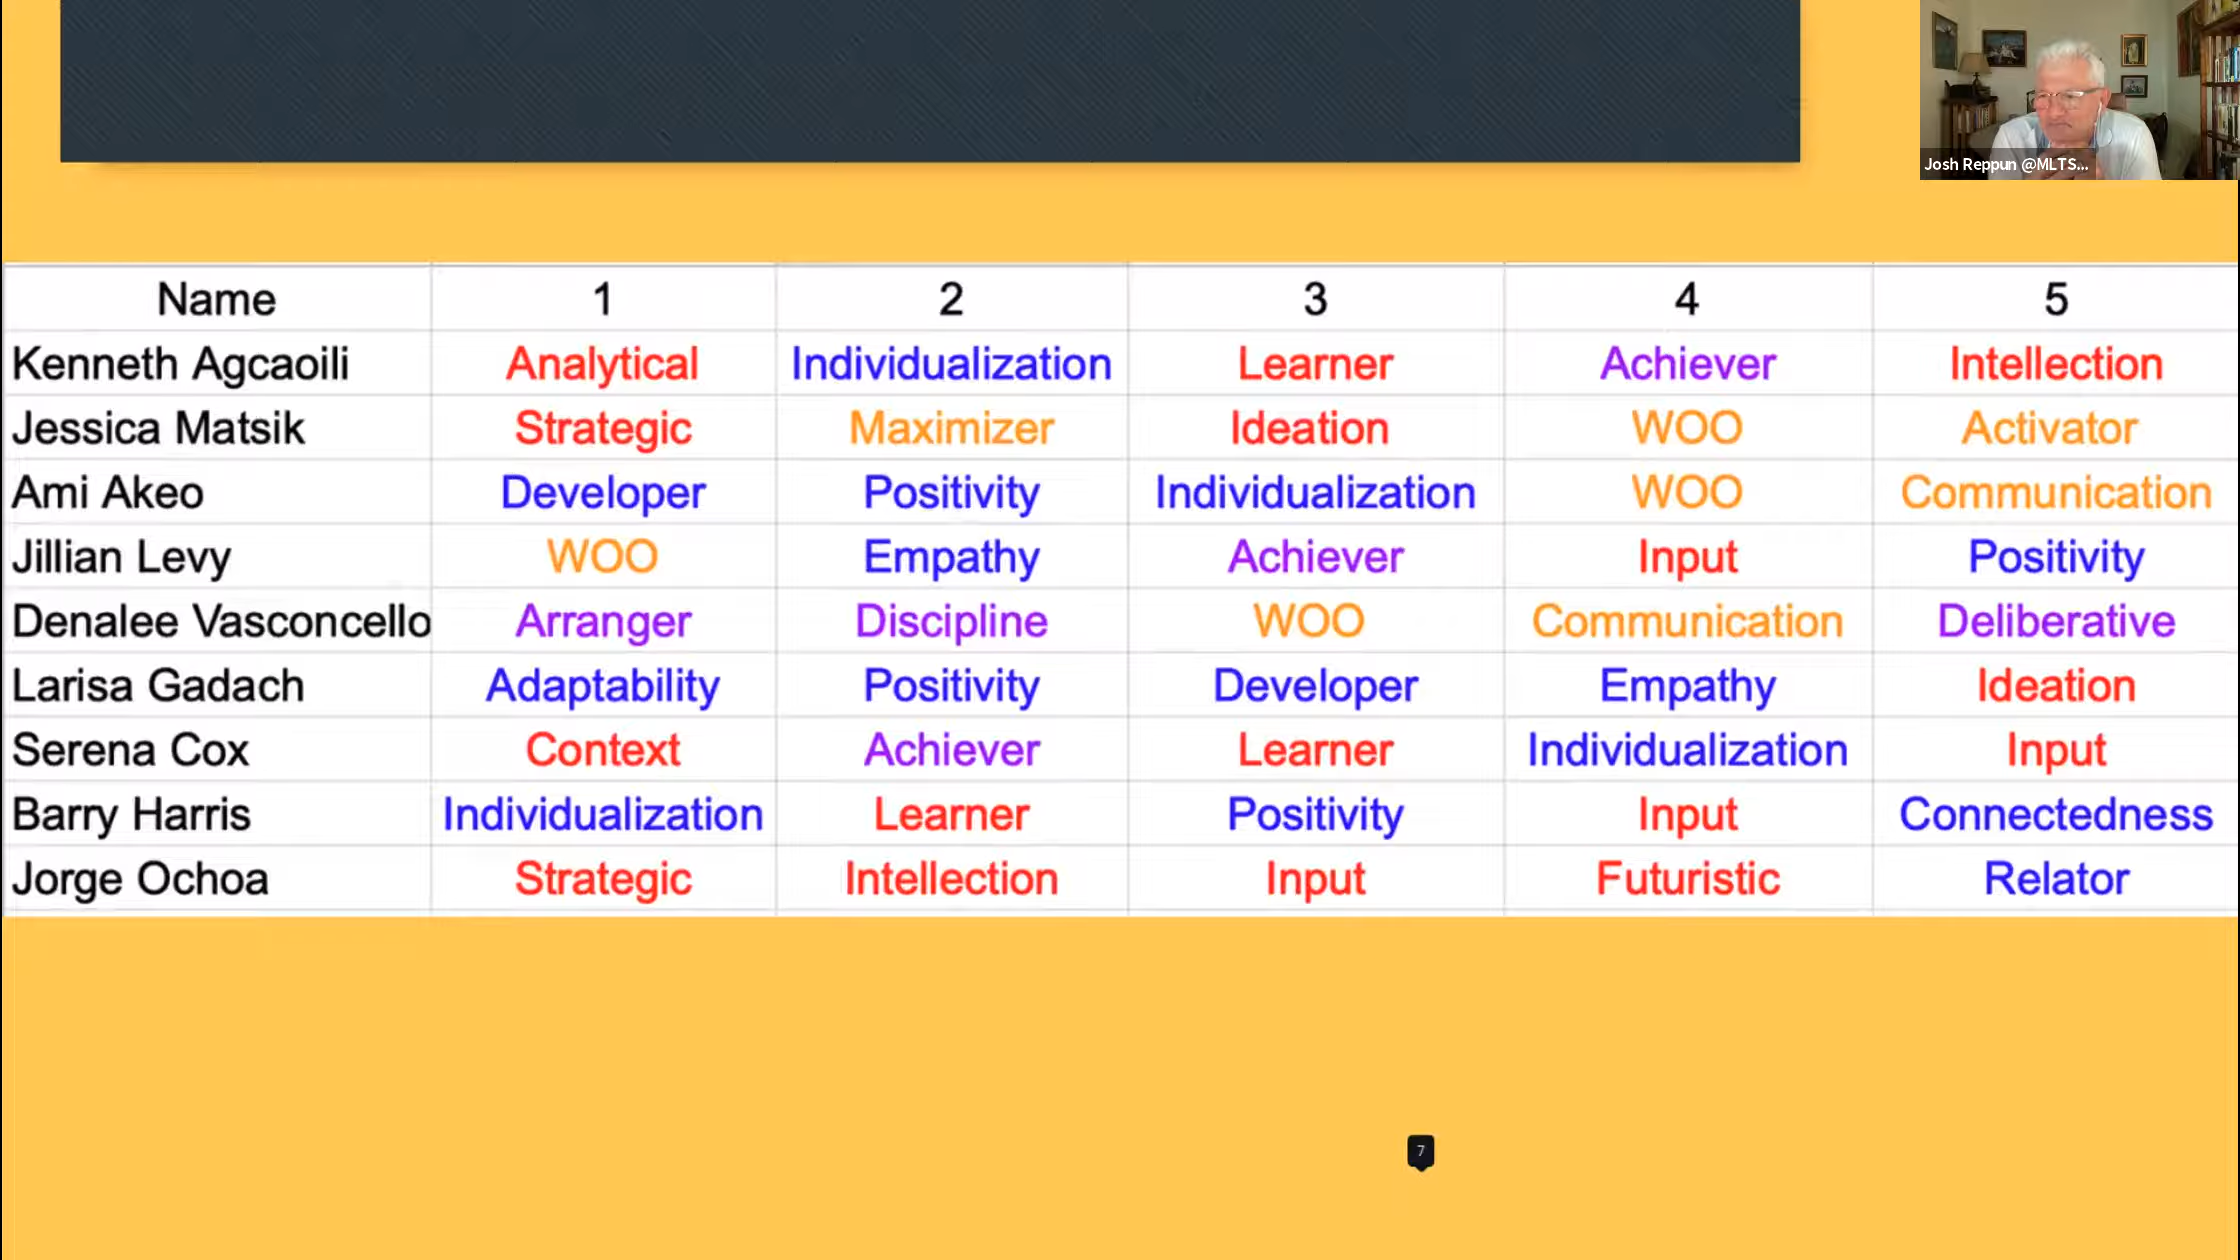 Josh Reppun @MLTS...
Name 1 2 3 4 5
Kenneth Agcaoili Analytical Individualization Learner Achiever Intellection
Jessica Matsik Strategic Maximizer Ideation WOO Activator
Ami Akeo Developer Positivity Individualization WOO Communication
Jillian Levy WOO Empathy Achiever Input Positivity
Denalee Vasconcello Arranger Discipline WOO Communication Deliberative
Larisa Gadach Adaptability Positivity Developer Empathy Ideation
Serena Cox Context Achiever Learner Individualization Input
Barry Harris Individualization Learner Positivity Input Connectedness
Jorge Ochoa Strategic Intellection Input Futuristic Relator
7